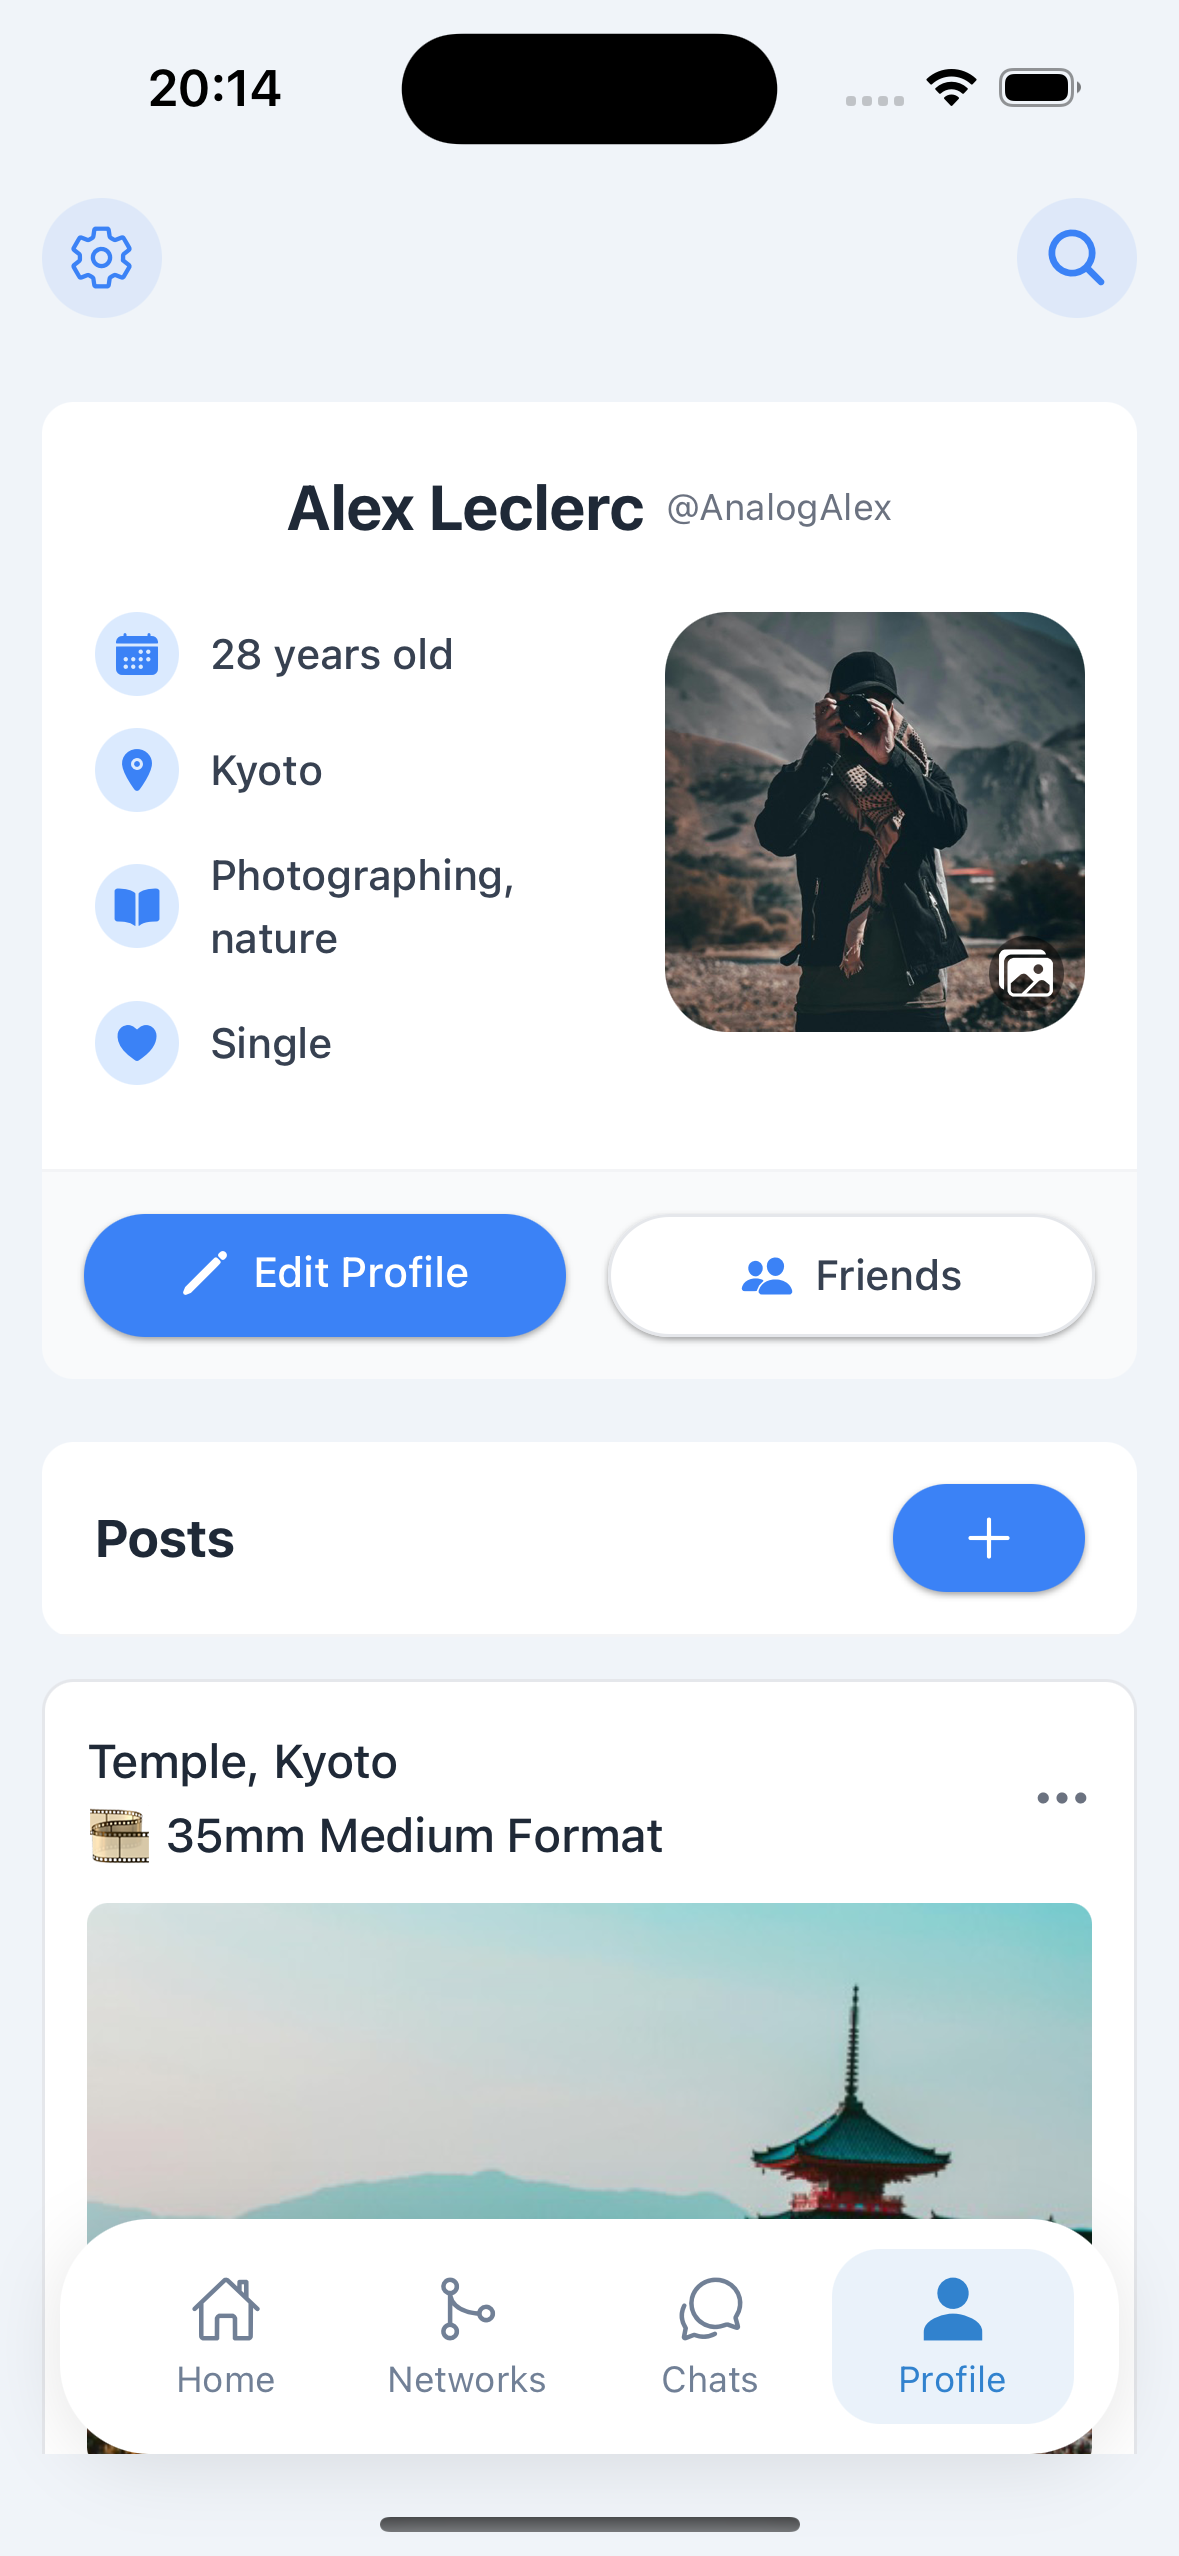 20:14
Alex Leclerc @AnalogAlex
28 years old
Kyoto
Photographing,
nature
Single
Edit Profile
Friends
Posts
Temple, Kyoto
🎞️ 35mm Medium Format
Home
Networks
Chats
Profile